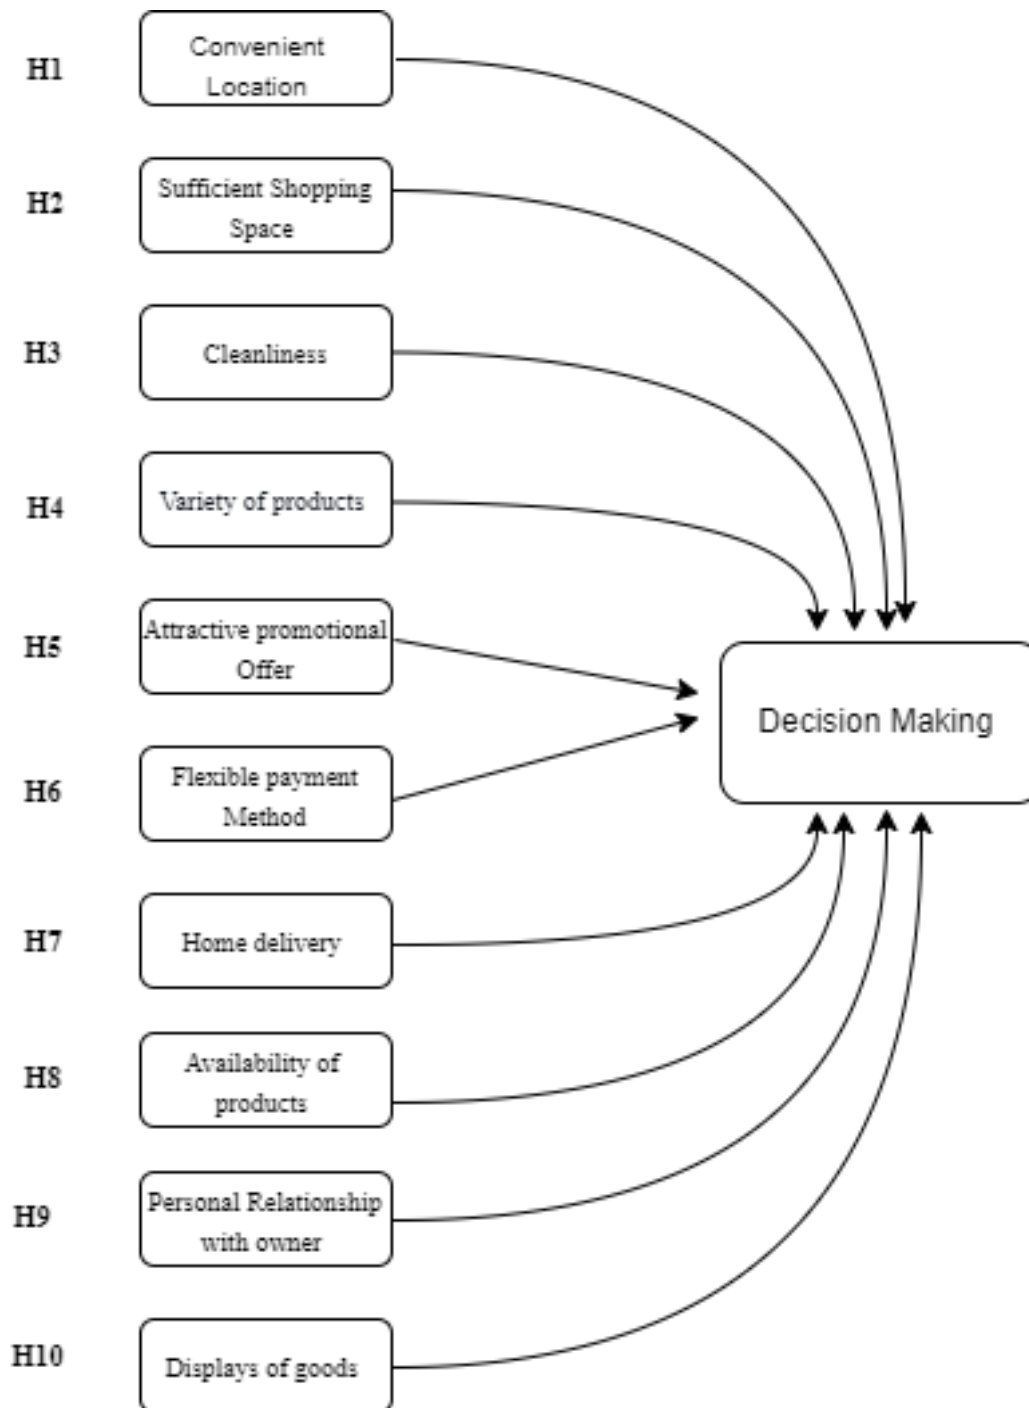 H1
Convenient
Location
H2
Sufficient Shopping
Space
H3
Cleanliness
H4
Variety of products
H5
Attractive promotional
Offer
Decision Making
H6
Flexible payment
Method
H7
Home delivery
H8
Availability of
products
H9
Personal Relationship
with owner
H10
Displays of goods